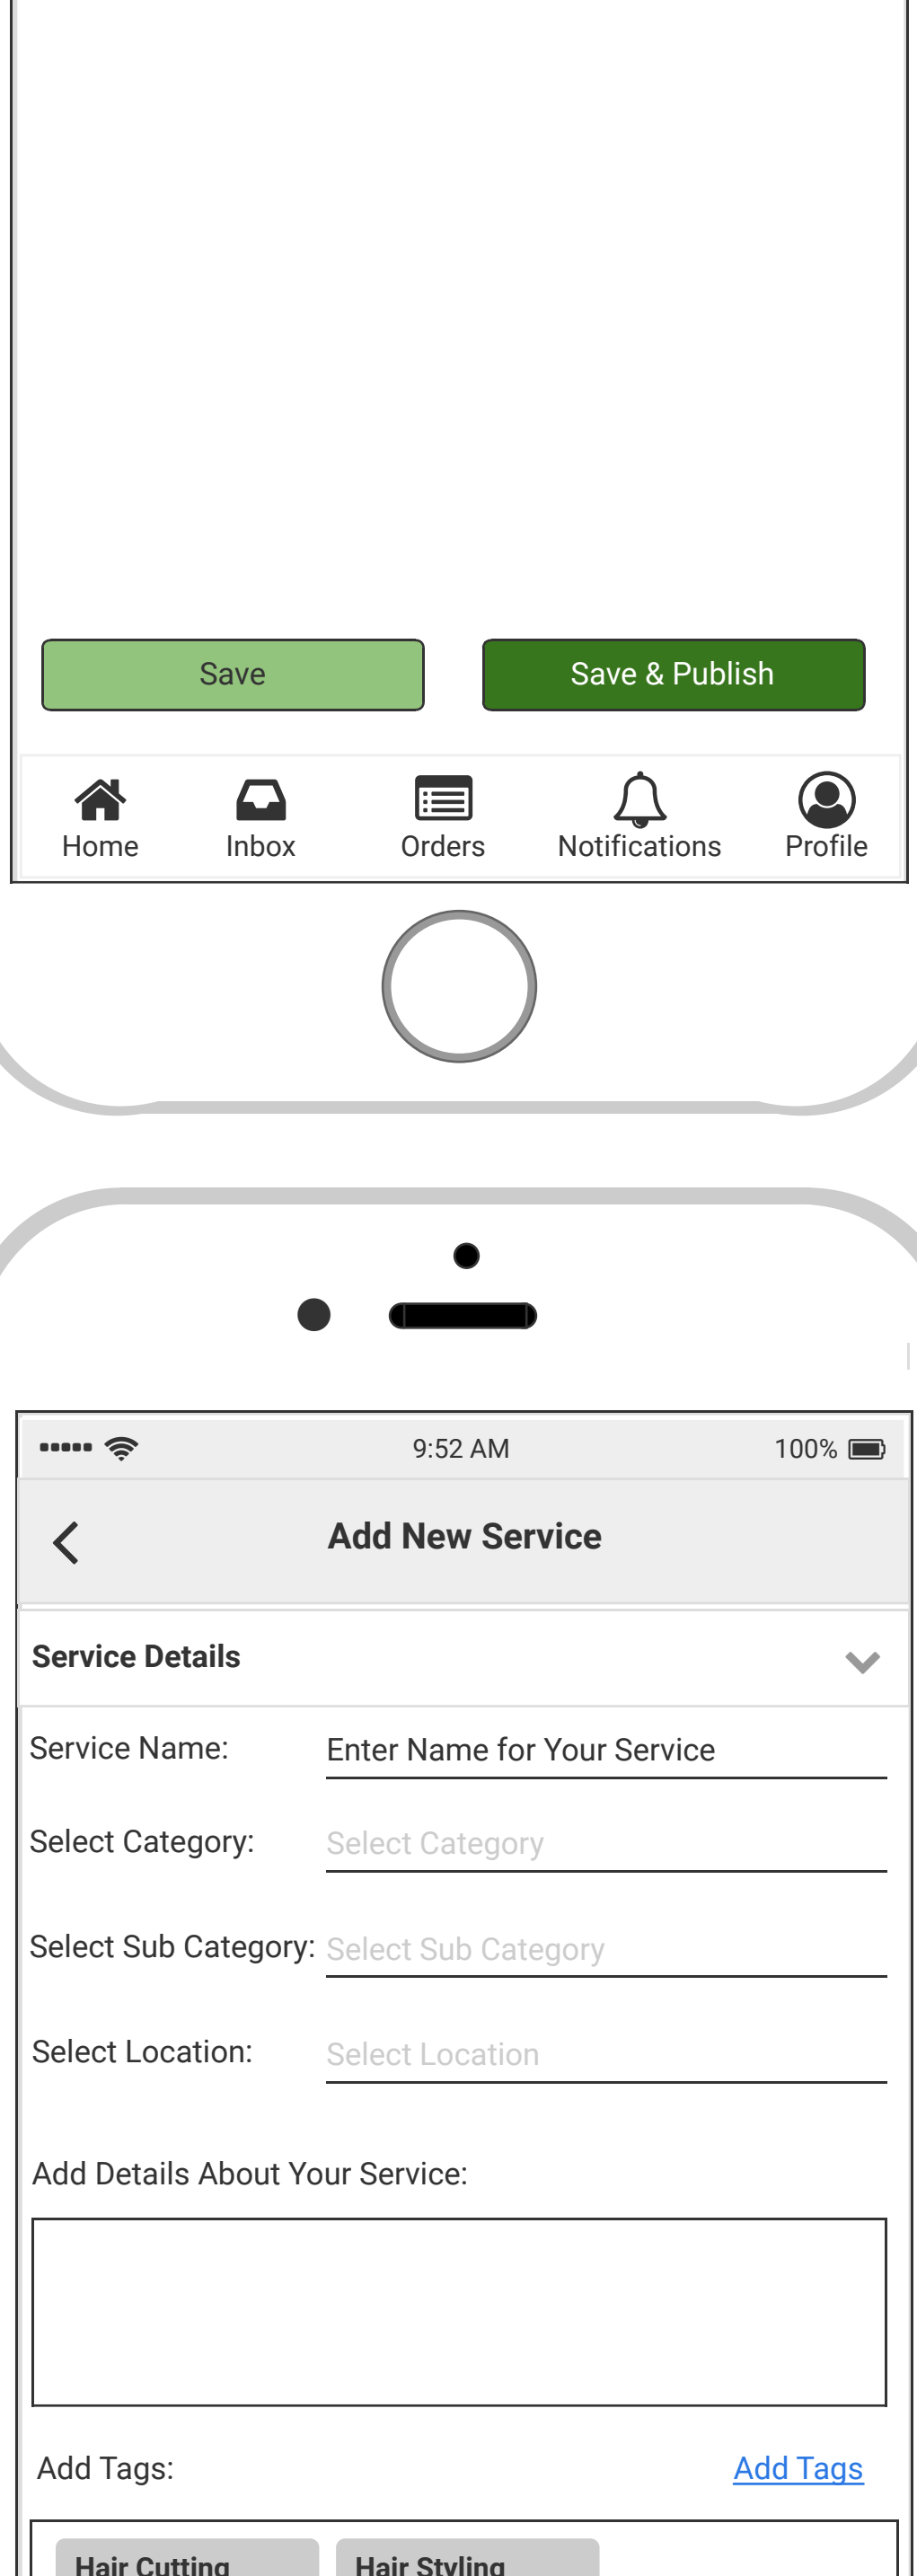 Save
Save & Publish
Home
Inbox
Orders
Notifications
Profile
9:52 AM
100%
Add New Service
Service Details
Service Name:
Enter Name for Your Service
Select Category:
Select Category
Select Sub Category:
Select Sub Category
Select Location:
Select Location
Add Details About Your Service:
Add Tags:
Add Tags
Hair Cutting
Hair Styling